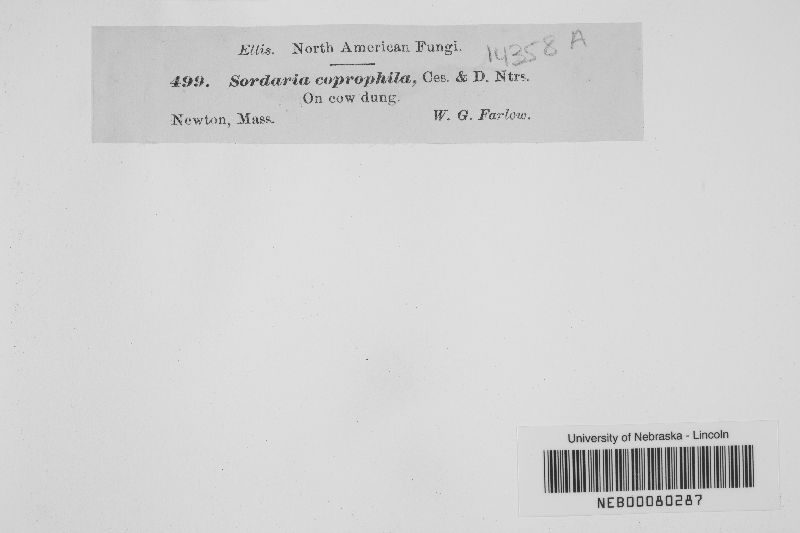 Ellis. North American Fungi.
14358 A
499. Sordaria coprophila, Ces. & D. Ntrs.
On cow dung.
Newton, Mass. W. G. Farlow.
University of Nebraska - Lincoln
NEB00080287